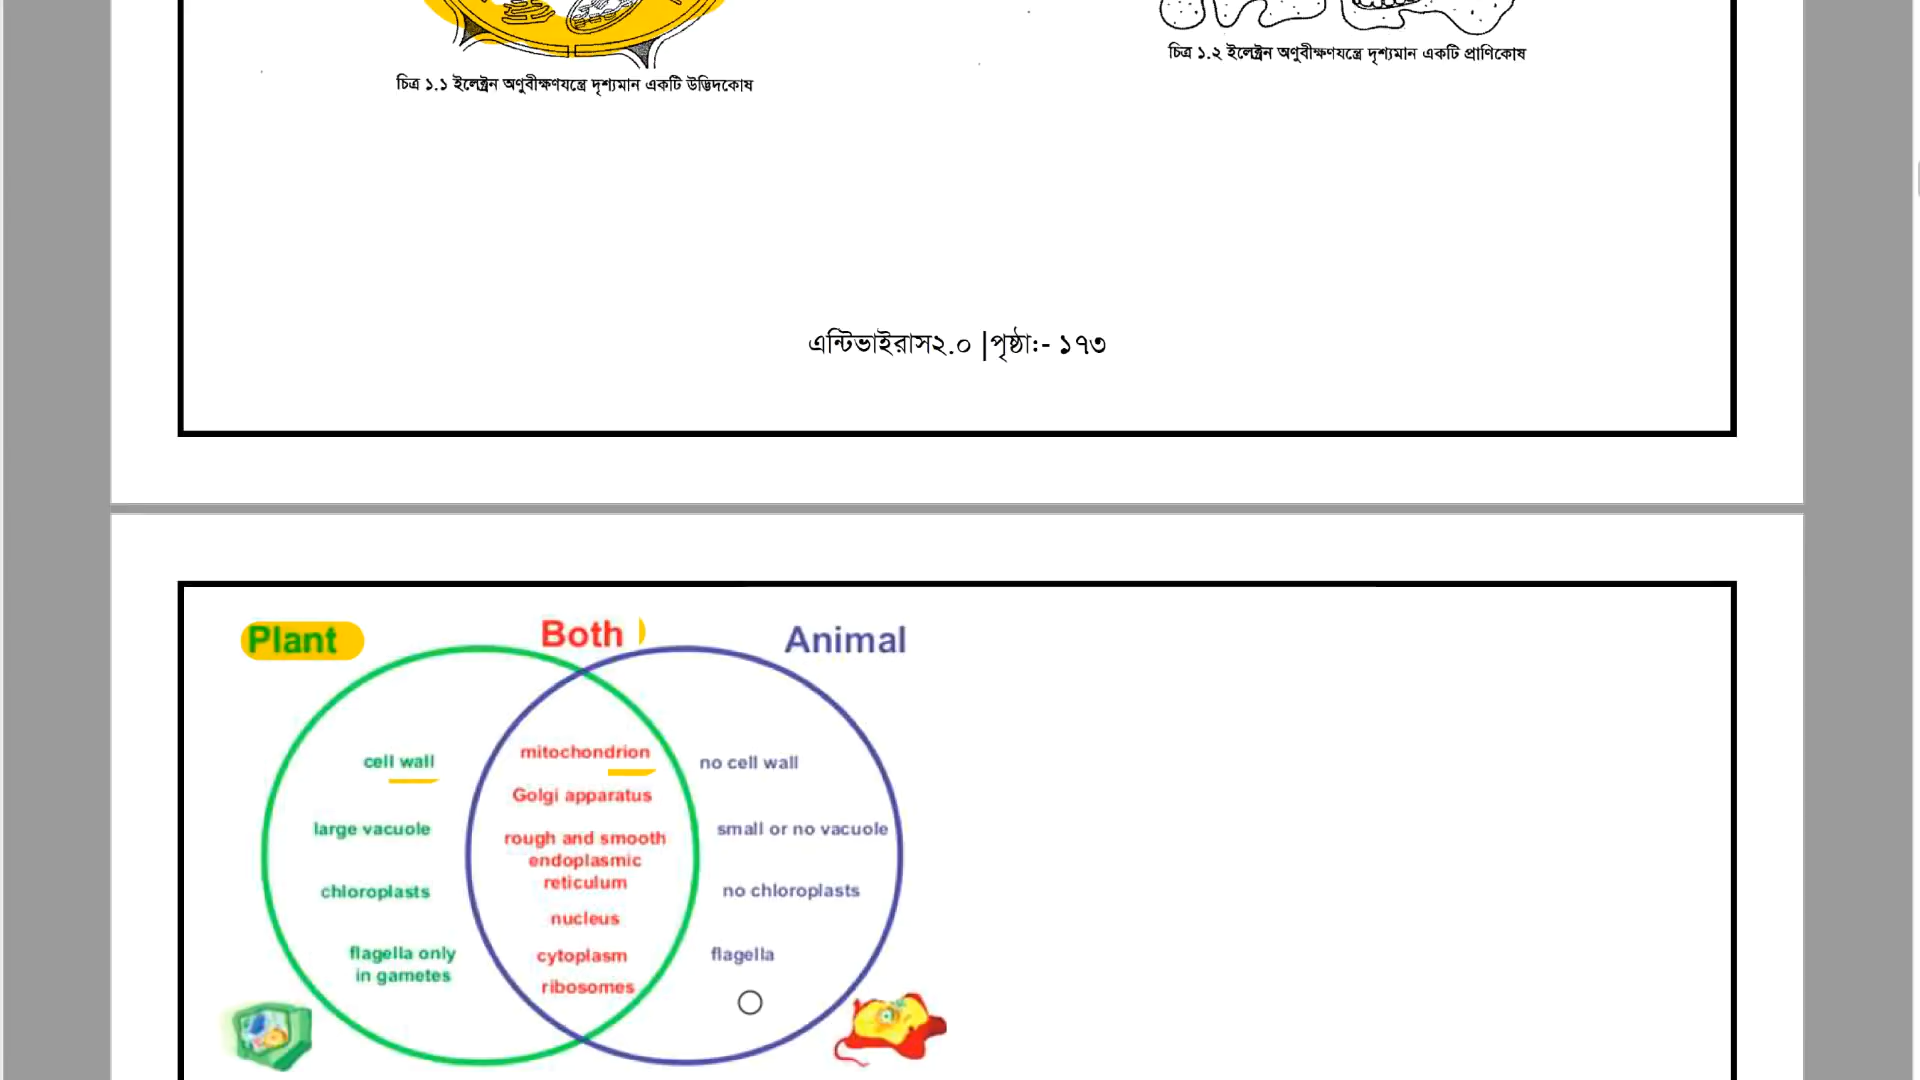 চিত্র ১.২ ইলেক্ট্রন অণুবীক্ষণযন্ত্রে দৃশ্যমান একটি প্রাণিকোষ
চিত্র ১.১ ইলেক্ট্রন অণুবীক্ষণযন্ত্রে দৃশ্যমান একটি উদ্ভিদকোষ
এন্টিভাইরাস২.০ |পৃষ্ঠা:- ১৭৩
Plant
Both
Animal
cell wall
large vacuole
chloroplasts
flagella only
in gametes
mitochondrion
Golgi apparatus
rough and smooth
endoplasmic
reticulum
nucleus
cytoplasm
ribosomes
no cell wall
small or no vacuole
no chloroplasts
flagella